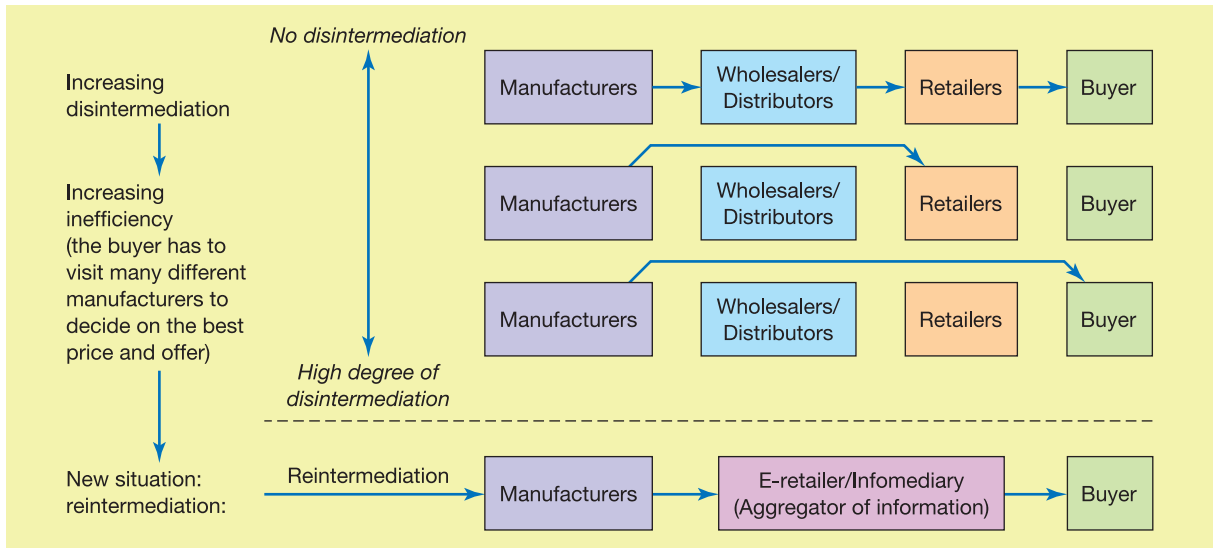 No disintermediation
Increasing
disintermediation
Manufacturers
Wholesalers/
Distributors
Retailers
Buyer
Increasing
inefficiency
(the buyer has to
visit many different
manufacturers to
decide on the best
price and offer)
Manufacturers
Wholesalers/
Distributors
Retailers
Buyer
Manufacturers
Wholesalers/
Distributors
Retailers
Buyer
High degree of
disintermediation
New situation:
reintermediation:
Reintermediation
Manufacturers
E-retailer/Infomediary
(Aggregator of information)
Buyer